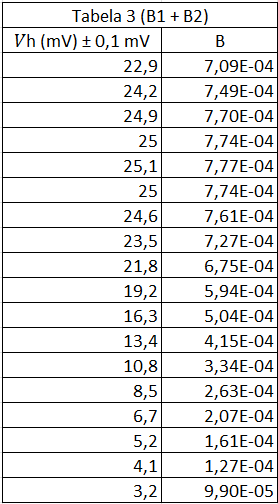 Tabela 3 (B1 + B2)
Vh (mV) ± 0,1 mV B
22,9 7,09E-04
24,2 7,49E-04
24,9 7,70E-04
25 7,74E-04
25,1 7,77E-04
25 7,74E-04
24,6 7,61E-04
23,5 7,27E-04
21,8 6,75E-04
19,2 5,94E-04
16,3 5,04E-04
13,4 4,15E-04
10,8 3,34E-04
8,5 2,63E-04
6,7 2,07E-04
5,2 1,61E-04
4,1 1,27E-04
3,2 9,90E-05